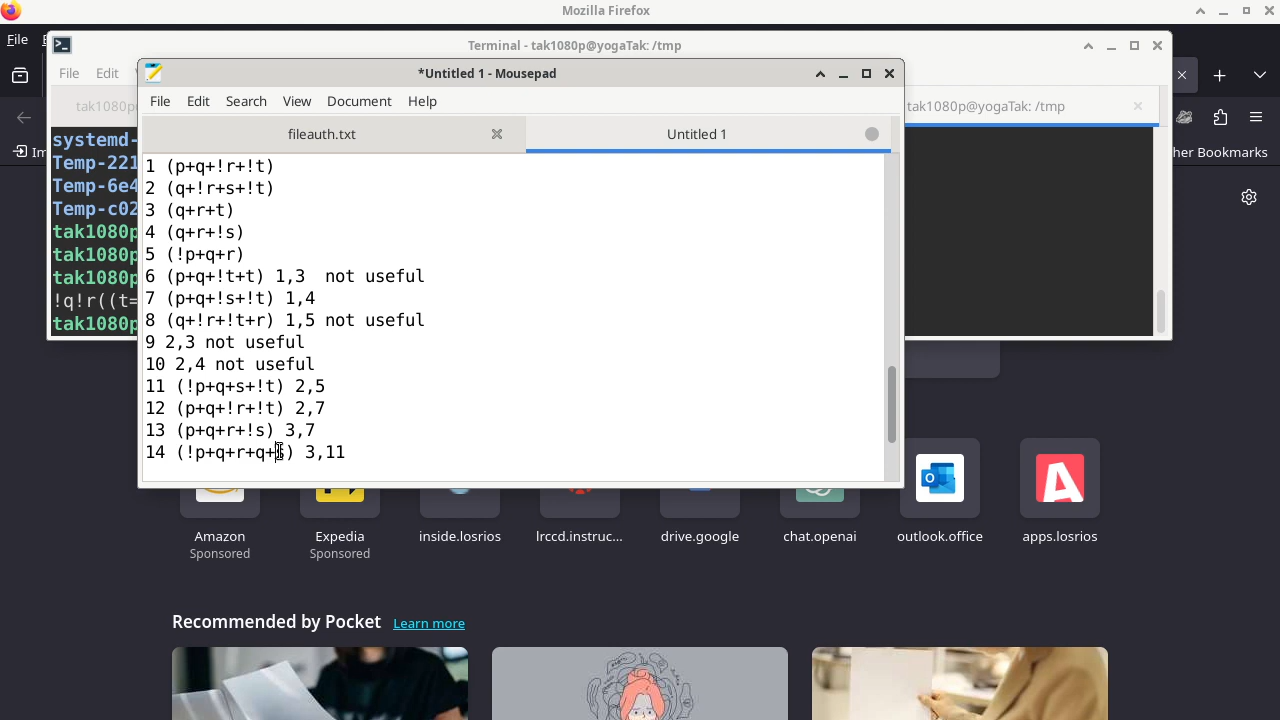 Mozilla Firefox
File
Terminal - tak1080p@yogaTak: /tmp
File Edit
*Untitled 1 - Mousepad
File Edit Search View Document Help
tak1080p
tak1080p@yogaTak: /tmp
fileauth.txt
Untitled 1
her Bookmarks
systemd-
Temp-221
Temp-6e4
Temp-c02
tak1080p
tak1080p
tak1080p
!q!r((t=
tak1080p
1 (p+q+!r+!t)
2 (q+!r+s+!t)
3 (q+r+t)
4 (q+r+!s)
5 (!p+q+r)
6 (p+q+!t+t) 1,3  not useful
7 (p+q+!s+!t) 1,4
8 (q+!r+!t+r) 1,5 not useful
9 2,3 not useful
10 2,4 not useful
11 (!p+q+s+!t) 2,5
12 (p+q+!r+!t) 2,7
13 (p+q+r+!s) 3,7
14 (!p+q+r+q+s) 3,11
Amazon
Sponsored
Expedia
Sponsored
inside.losrios
lrccd.instruc...
drive.google
chat.openai
outlook.office
apps.losrios
Recommended by Pocket Learn more